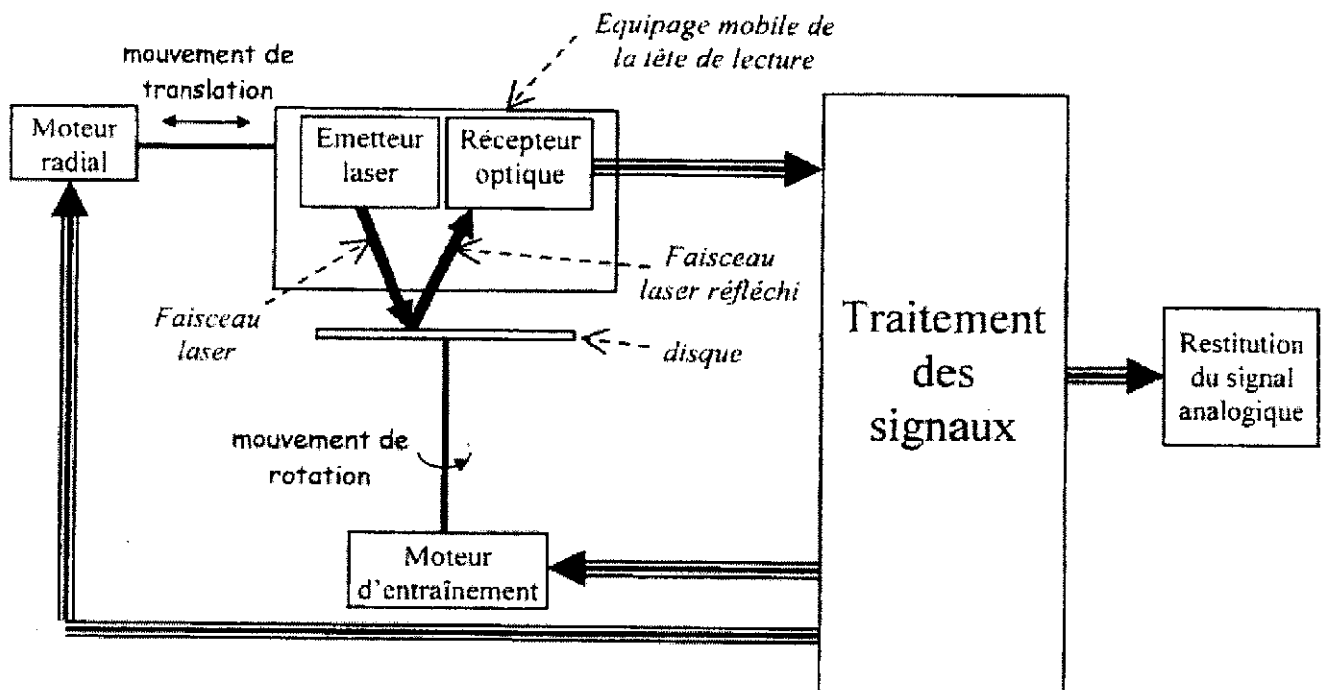 Equipage mobile de
la tête de lecture
mouvement de
translation
Moteur
radial
Emetteur
laser
Récepteur
optique
Faisceau
laser réfléchi
Faisceau
laser
disque
Traitement
des
signaux
Restitution
du signal
analogique
mouvement de
rotation
Moteur
d'entraînement